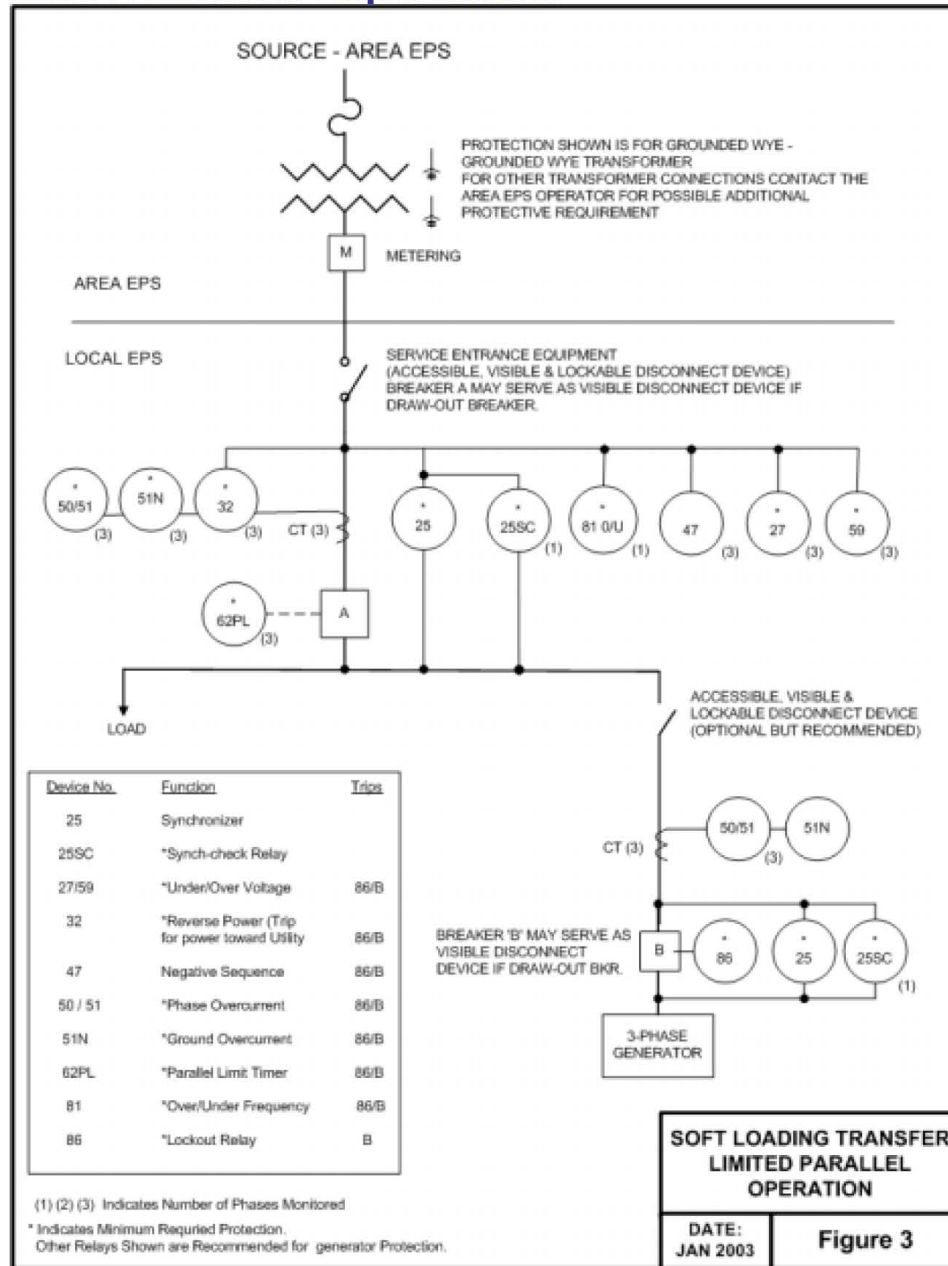 SOURCE - AREA EPS
PROTECTION SHOWN IS FOR GROUNDED WYE -
GROUNDED WYE TRANSFORMER
FOR OTHER TRANSFORMER CONNECTIONS CONTACT THE
AREA EPS OPERATOR FOR POSSIBLE ADDITIONAL
PROTECTIVE REQUIREMENT
M
METERING
AREA EPS
LOCAL EPS
SERVICE ENTRANCE EQUIPMENT
(ACCESSIBLE, VISIBLE & LOCKABLE DISCONNECT DEVICE)
BREAKER A MAY SERVE AS VISIBLE DISCONNECT DEVICE IF
DRAW-OUT BREAKER.
* 50/51 (3)
* 51N (3)
* 32 (3)
CT (3)
* 25
* 25SC (1)
* 81 0/U (1)
47 (3)
* 27 (3)
* 59 (3)
* 62PL (3)
A
LOAD
ACCESSIBLE, VISIBLE &
LOCKABLE DISCONNECT DEVICE
(OPTIONAL BUT RECOMMENDED)
CT (3)
50/51 (3)
51N
BREAKER 'B' MAY SERVE AS
VISIBLE DISCONNECT
DEVICE IF DRAW-OUT BKR.
B
* 86
* 25
* 25SC (1)
3-PHASE
GENERATOR
Device No. Function Trips
25 Synchronizer
25SC *Synch-check Relay
27/59 *Under/Over Voltage 86/B
32 *Reverse Power (Trip
for power toward Utility 86/B
47 Negative Sequence 86/B
50 / 51 *Phase Overcurrent 86/B
51N *Ground Overcurrent 86/B
62PL *Parallel Limit Timer 86/B
81 *Over/Under Frequency 86/B
86 *Lockout Relay B
(1) (2) (3) Indicates Number of Phases Monitored
* Indicates Minimum Requried Protection.
Other Relays Shown are Recommended for generator Protection.
SOFT LOADING TRANSFER
LIMITED PARALLEL
OPERATION
DATE:
JAN 2003
Figure 3